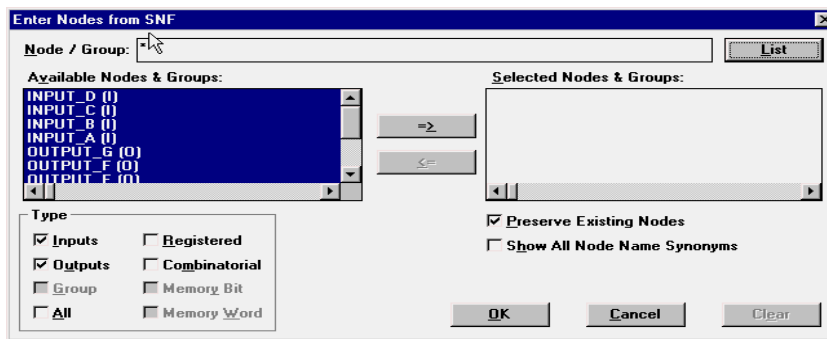 Enter Nodes from SNF
Node / Group: *
List
Available Nodes & Groups:
Selected Nodes & Groups:
INPUT_D (I)
INPUT_C (I)
INPUT_B (I)
INPUT_A (I)
OUTPUT_G (O)
OUTPUT_F (O)
OUTPUT_E (O)
=>
<=
Type
Inputs
Registered
Outputs
Combinatorial
Group
Memory Bit
All
Memory Word
Preserve Existing Nodes
Show All Node Name Synonyms
OK
Cancel
Clear